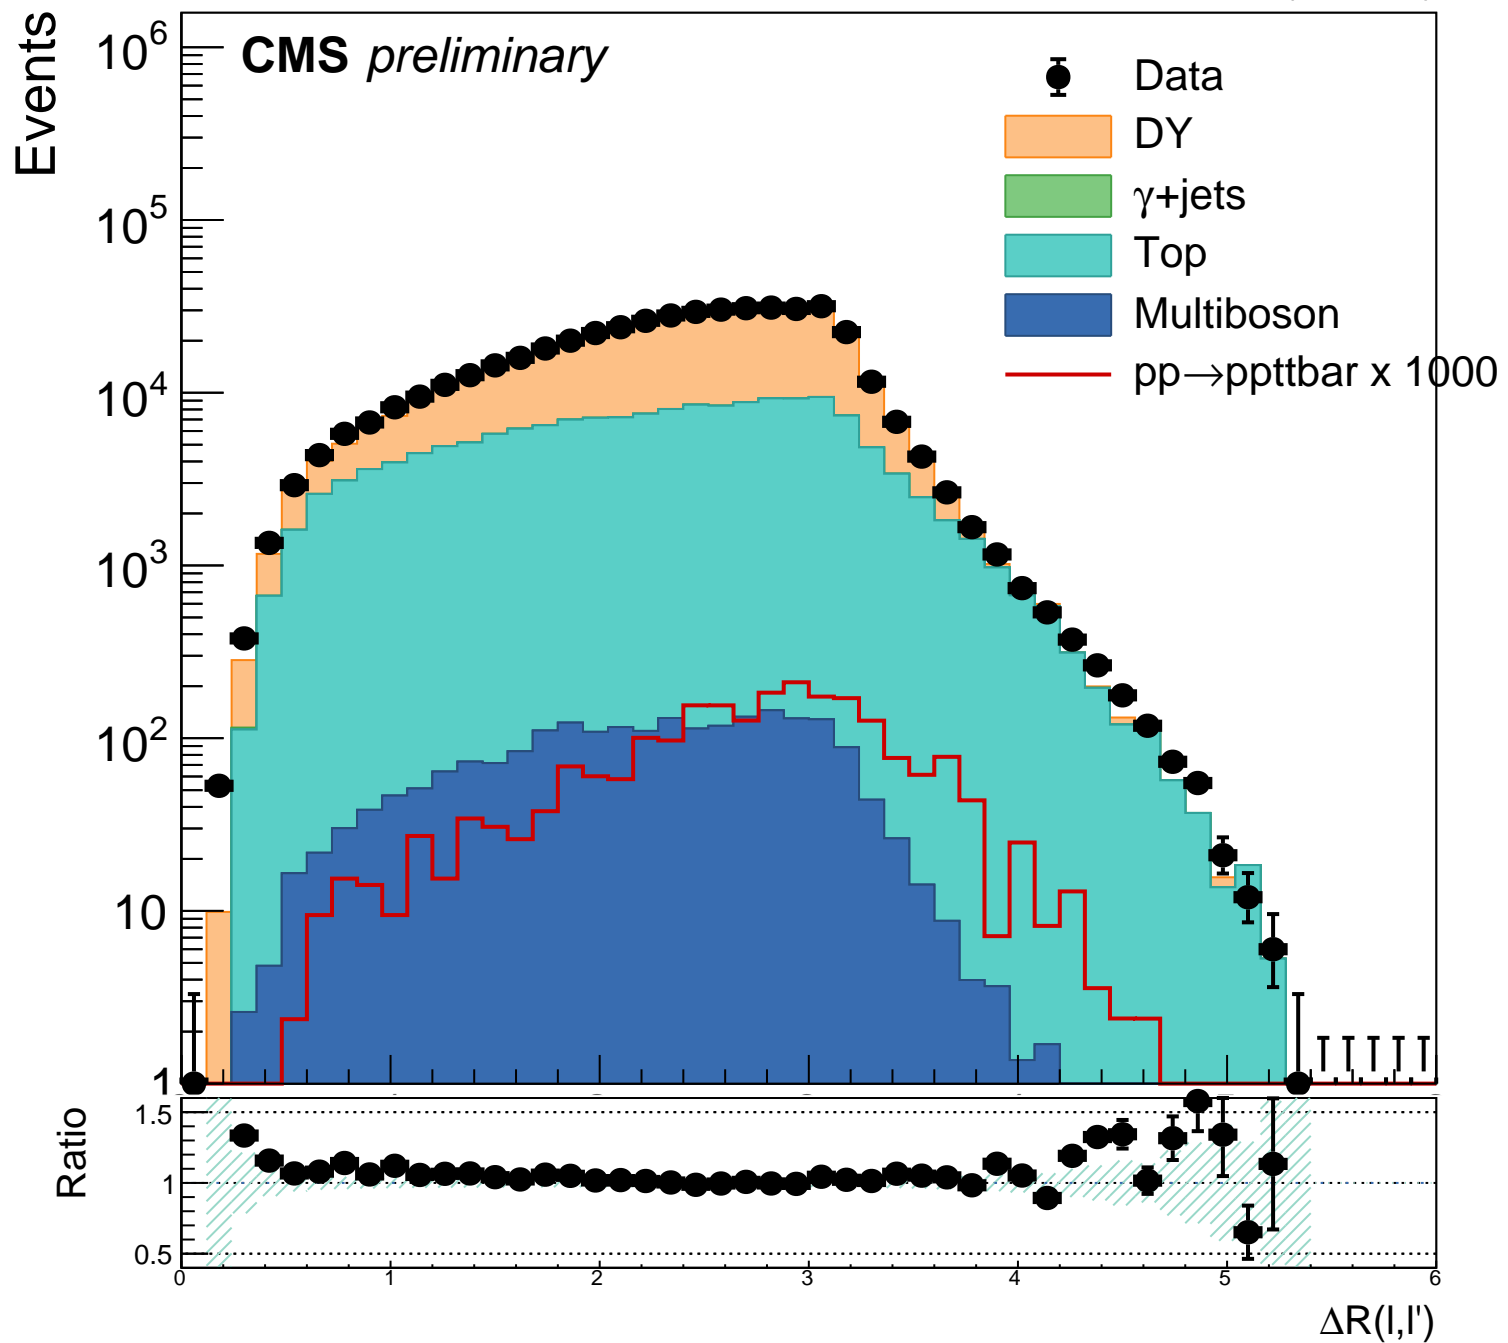 CMS preliminary
Events
10^6
10^5
10^4
10^3
10^2
10
1
Data
DY
γ+jets
Top
Multiboson
pp→ppttbar x 1000
Ratio
1.5
1
0.5
0 1 2 3 4 5 6
ΔR(l,l')